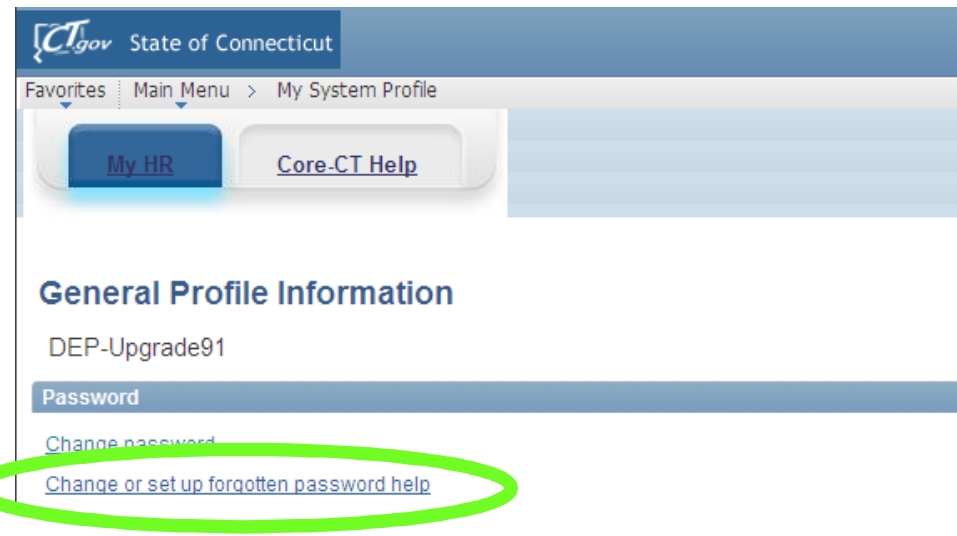 CT.gov State of Connecticut
Favorites Main Menu > My System Profile
My HR Core-CT Help
General Profile Information
DEP-Upgrade91
Password
Change password
Change or set up forgotten password help